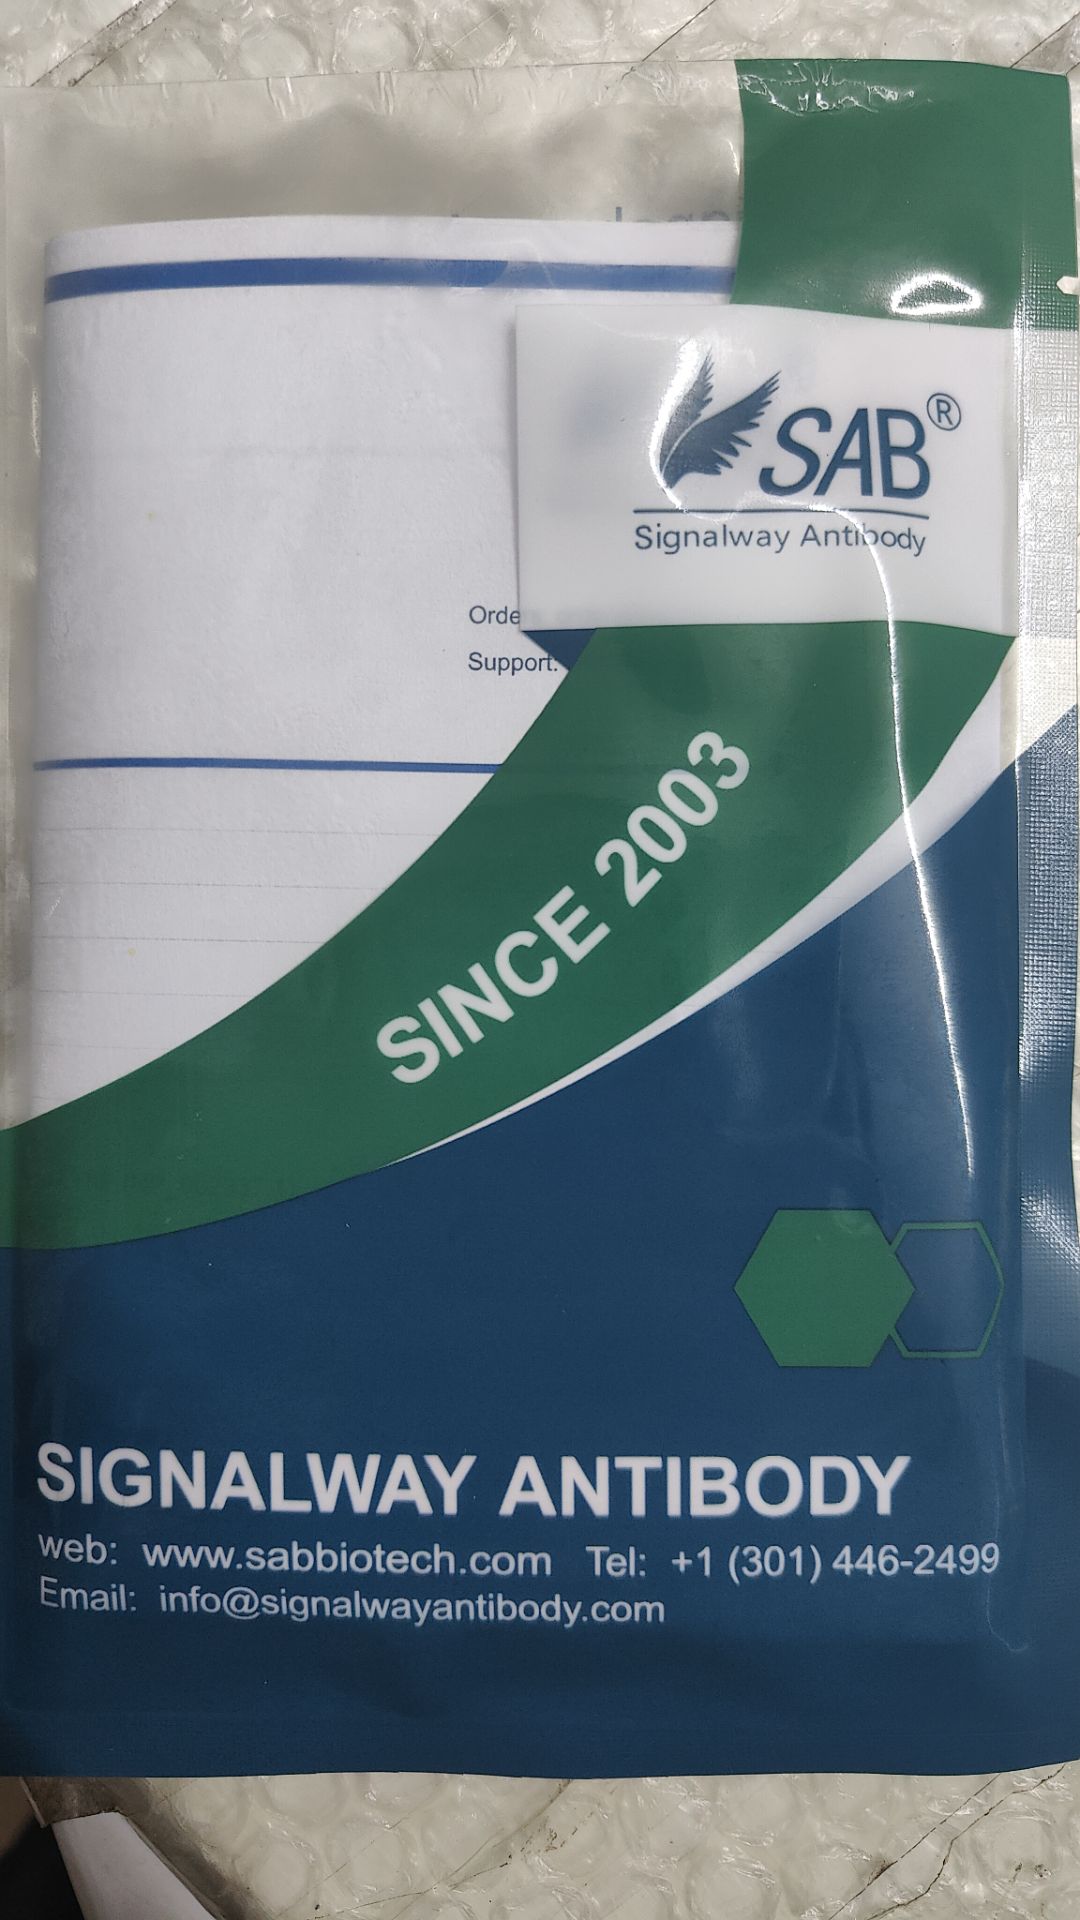 SAB®
Signalway Antibody
Orde
Support:
SINCE 2003
SIGNALWAY ANTIBODY
web: www.sabbiotech.com Tel: +1 (301) 446-2499
Email: info@signalwayantibody.com